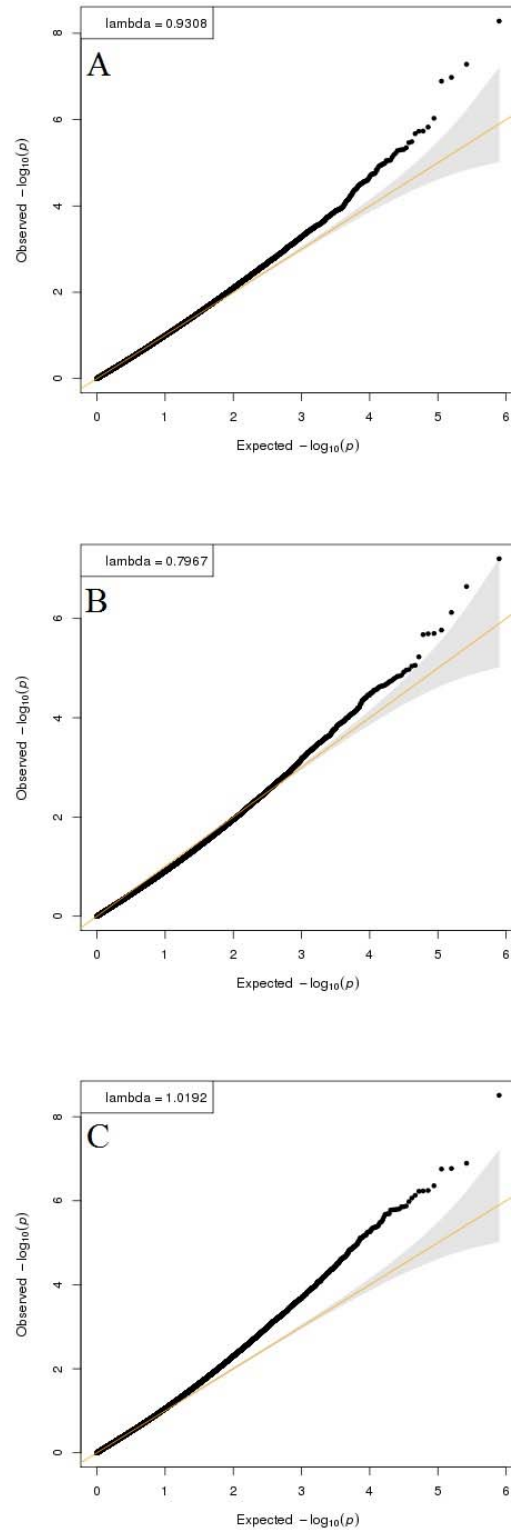 lambda = 0.9308
A
8
6
4
2
0
Observed −log10(p)
0 1 2 3 4 5 6
Expected −log10(p)
lambda = 0.7967
B
6
4
2
0
Observed −log10(p)
0 1 2 3 4 5 6
Expected −log10(p)
lambda = 1.0192
C
8
6
4
2
0
Observed −log10(p)
0 1 2 3 4 5 6
Expected −log10(p)